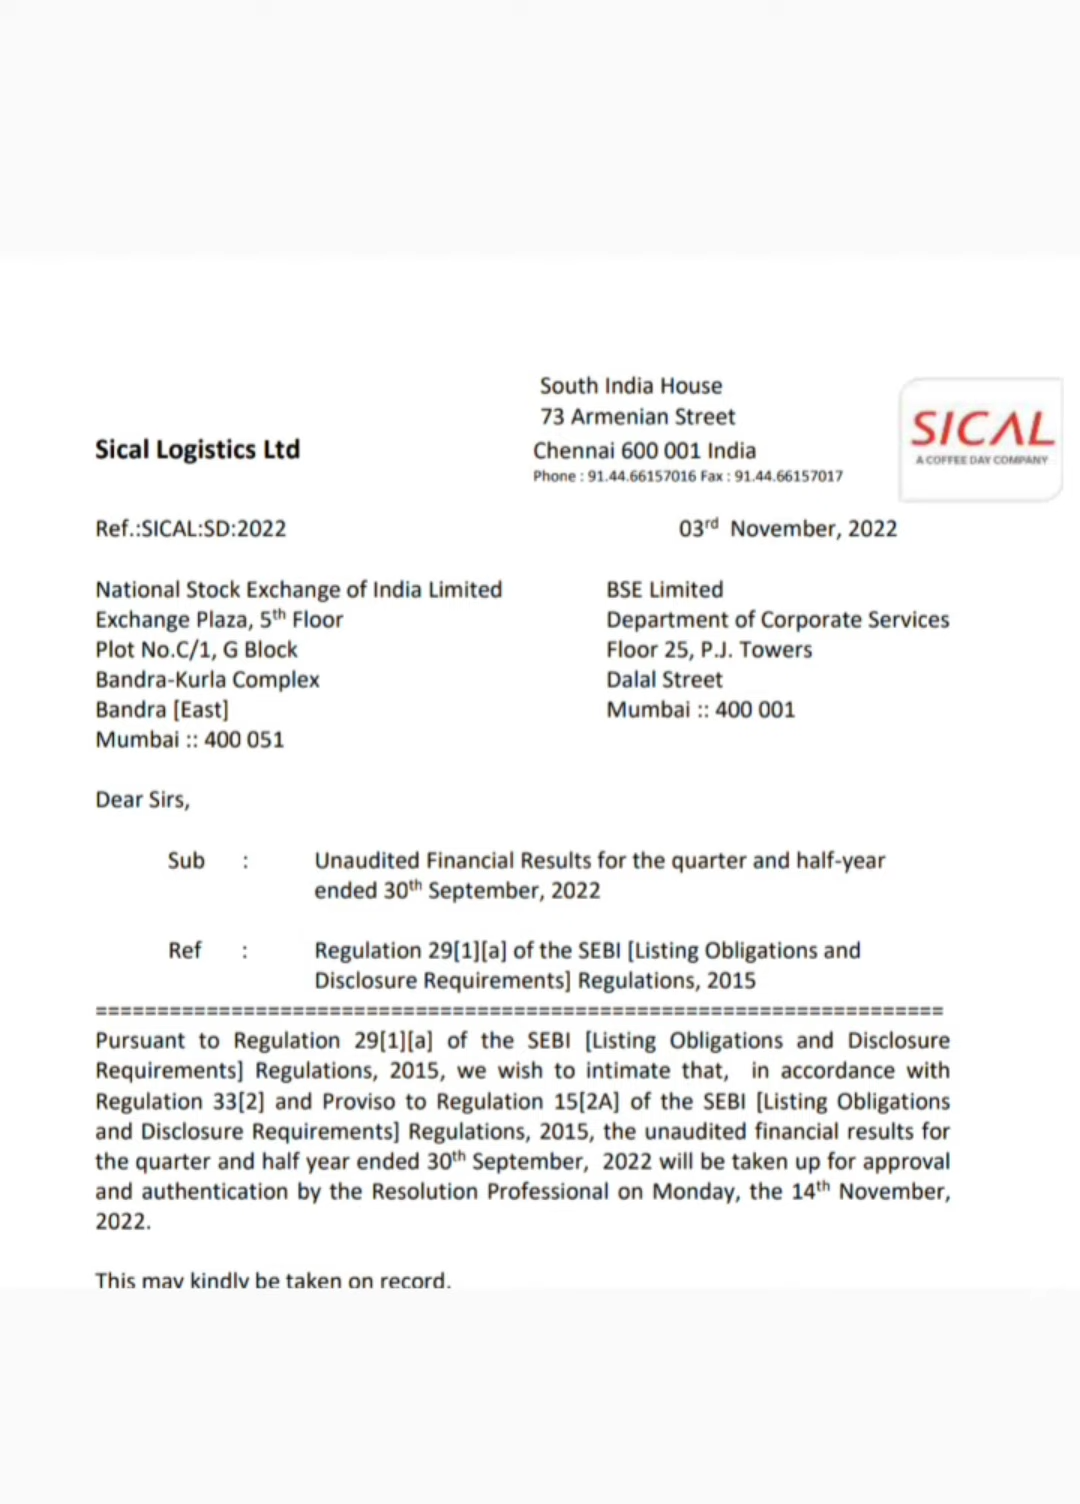 South India House
73 Armenian Street
Sical Logistics Ltd
Chennai 600 001 India
Phone : 91.44.66157016 Fax : 91.44.66157017
SICAL
A COFFEE DAY COMPANY
Ref.:SICAL:SD:2022
03rd November, 2022
National Stock Exchange of India Limited
Exchange Plaza, 5th Floor
Plot No.C/1, G Block
Bandra-Kurla Complex
Bandra [East]
Mumbai :: 400 051
BSE Limited
Department of Corporate Services
Floor 25, P.J. Towers
Dalal Street
Mumbai :: 400 001
Dear Sirs,
Sub : Unaudited Financial Results for the quarter and half-year
ended 30th September, 2022
Ref : Regulation 29[1][a] of the SEBI [Listing Obligations and
Disclosure Requirements] Regulations, 2015
=====================================================================
Pursuant to Regulation 29[1][a] of the SEBI [Listing Obligations and Disclosure
Requirements] Regulations, 2015, we wish to intimate that, in accordance with
Regulation 33[2] and Proviso to Regulation 15[2A] of the SEBI [Listing Obligations
and Disclosure Requirements] Regulations, 2015, the unaudited financial results for
the quarter and half year ended 30th September, 2022 will be taken up for approval
and authentication by the Resolution Professional on Monday, the 14th November,
2022.
This may kindly be taken on record.